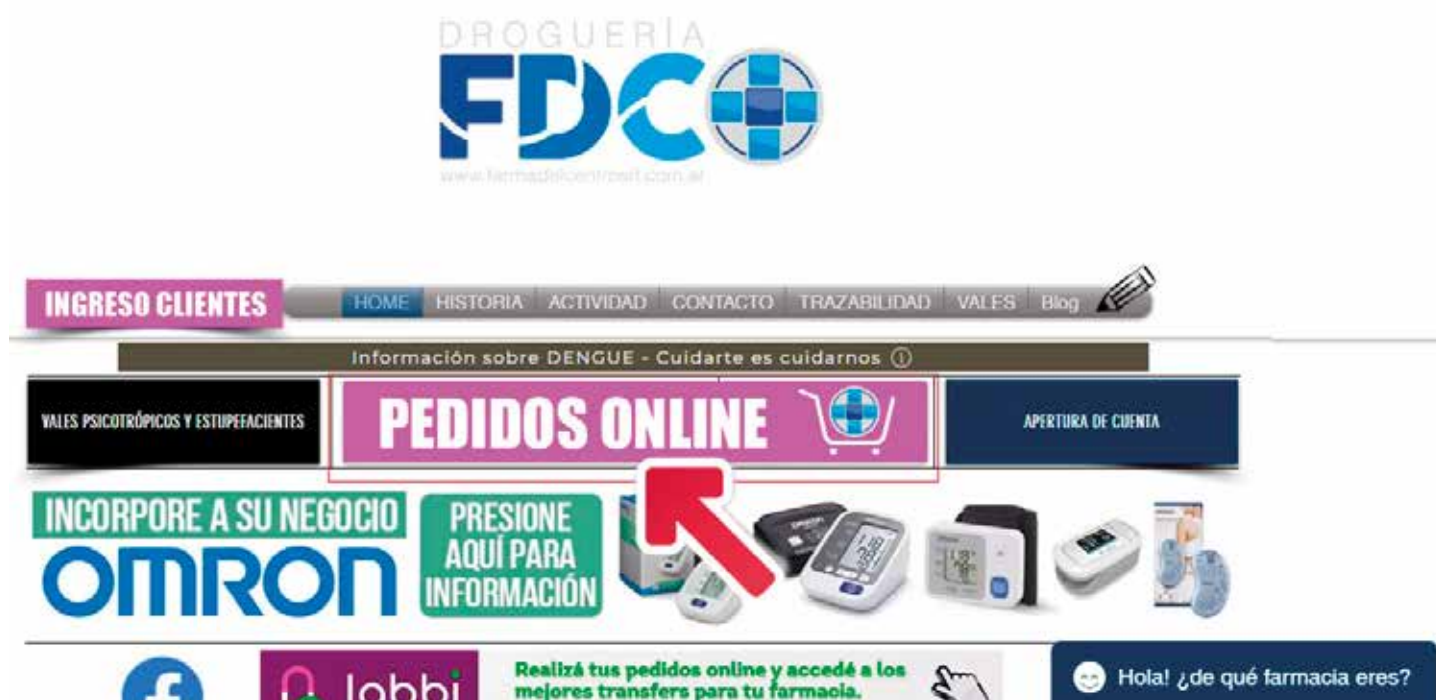 DROGUERÍA
FDC
INGRESO CLIENTES
HOME HISTORIA ACTIVIDAD CONTACTO TRAZABILIDAD VALES Blog
Información sobre DENGUE - Cuidarte es cuidarnos
VALES PSICOTRÓPICOS Y ESTUPEFACIENTES
PEDIDOS ONLINE
APERTURA DE CUENTA
INCORPORE A SU NEGOCIO
OMRON
PRESIONE
AQUÍ PARA
INFORMACIÓN
jobbi
Realizá tus pedidos online y accedé a los
mejores transfers para tu farmacia.
Hola! ¿de qué farmacia eres?